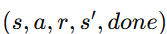 (s, a, r, s′, done)